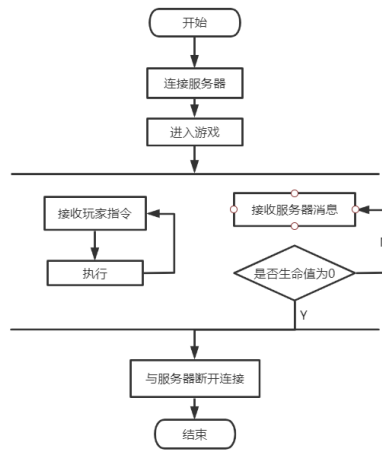 开始
连接服务器
进入游戏
接收玩家指令
接收服务器消息
执行
是否生命值为0
Y
与服务器断开连接
结束